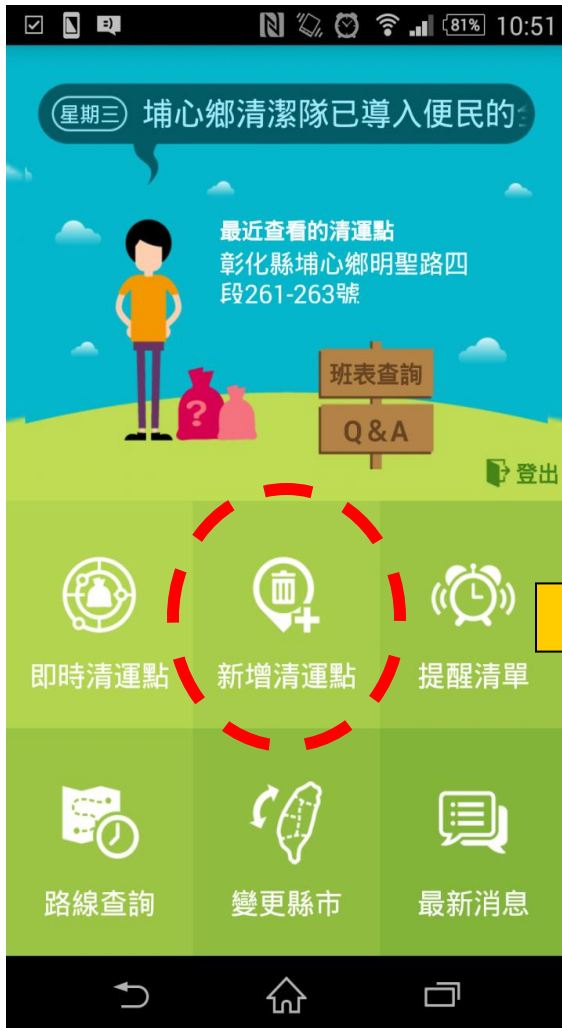 81% 10:51
星期三 埔心鄉清潔隊已導入便民的
最近查看的清運點
彰化縣埔心鄉明聖路四
段261-263號
班表查詢
Q&A
?
登出
即時清運點 新增清運點 提醒清單
路線查詢 變更縣市 最新消息